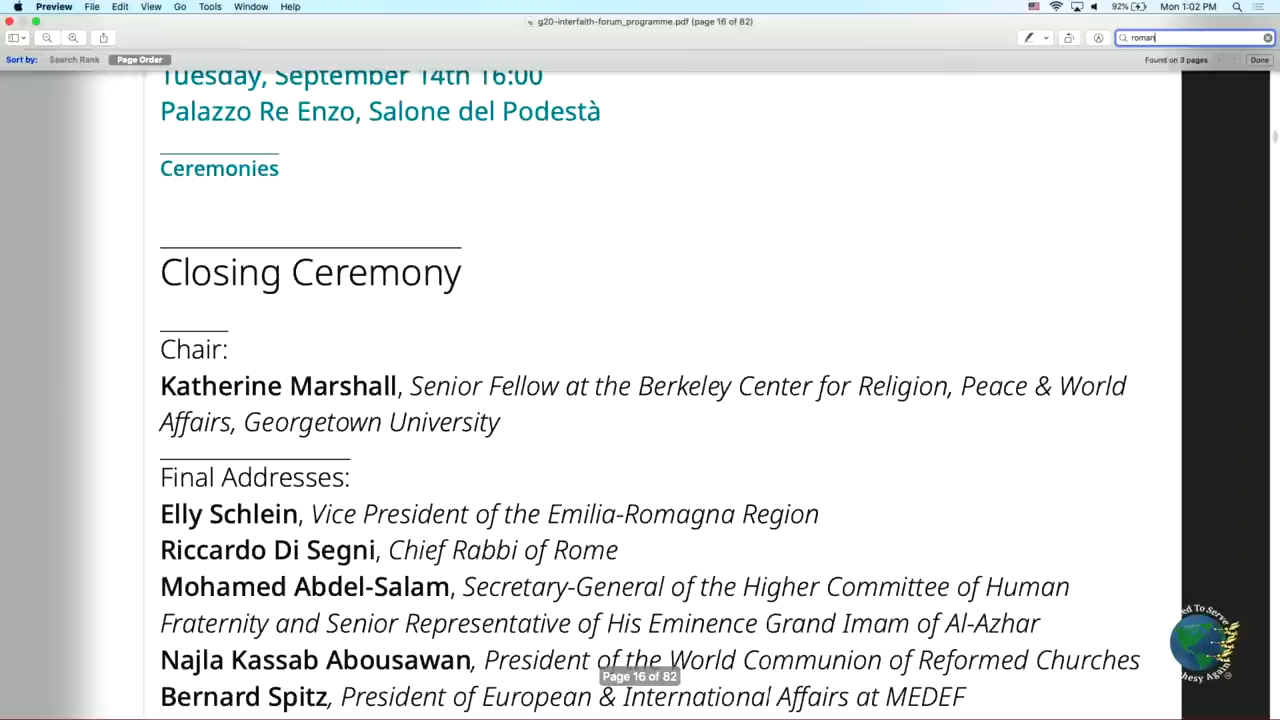 Preview File Edit View Go Tools Window Help 92% Mon 1:02 PM
g20-interfaith-forum_programme.pdf (page 16 of 82)
roman
Sort by: Search Rank Page Order Found on 3 pages Done
Tuesday, September 14th 16:00
Palazzo Re Enzo, Salone del Podestà
Ceremonies
Closing Ceremony
Chair:
Katherine Marshall, Senior Fellow at the Berkeley Center for Religion, Peace & World
Affairs, Georgetown University
Final Addresses:
Elly Schlein, Vice President of the Emilia-Romagna Region
Riccardo Di Segni, Chief Rabbi of Rome
Mohamed Abdel-Salam, Secretary-General of the Higher Committee of Human
Fraternity and Senior Representative of His Eminence Grand Imam of Al-Azhar
Najla Kassab Abousawan, President of the World Communion of Reformed Churches
Page 16 of 82
Bernard Spitz, President of European & International Affairs at MEDEF
To Serve
Again